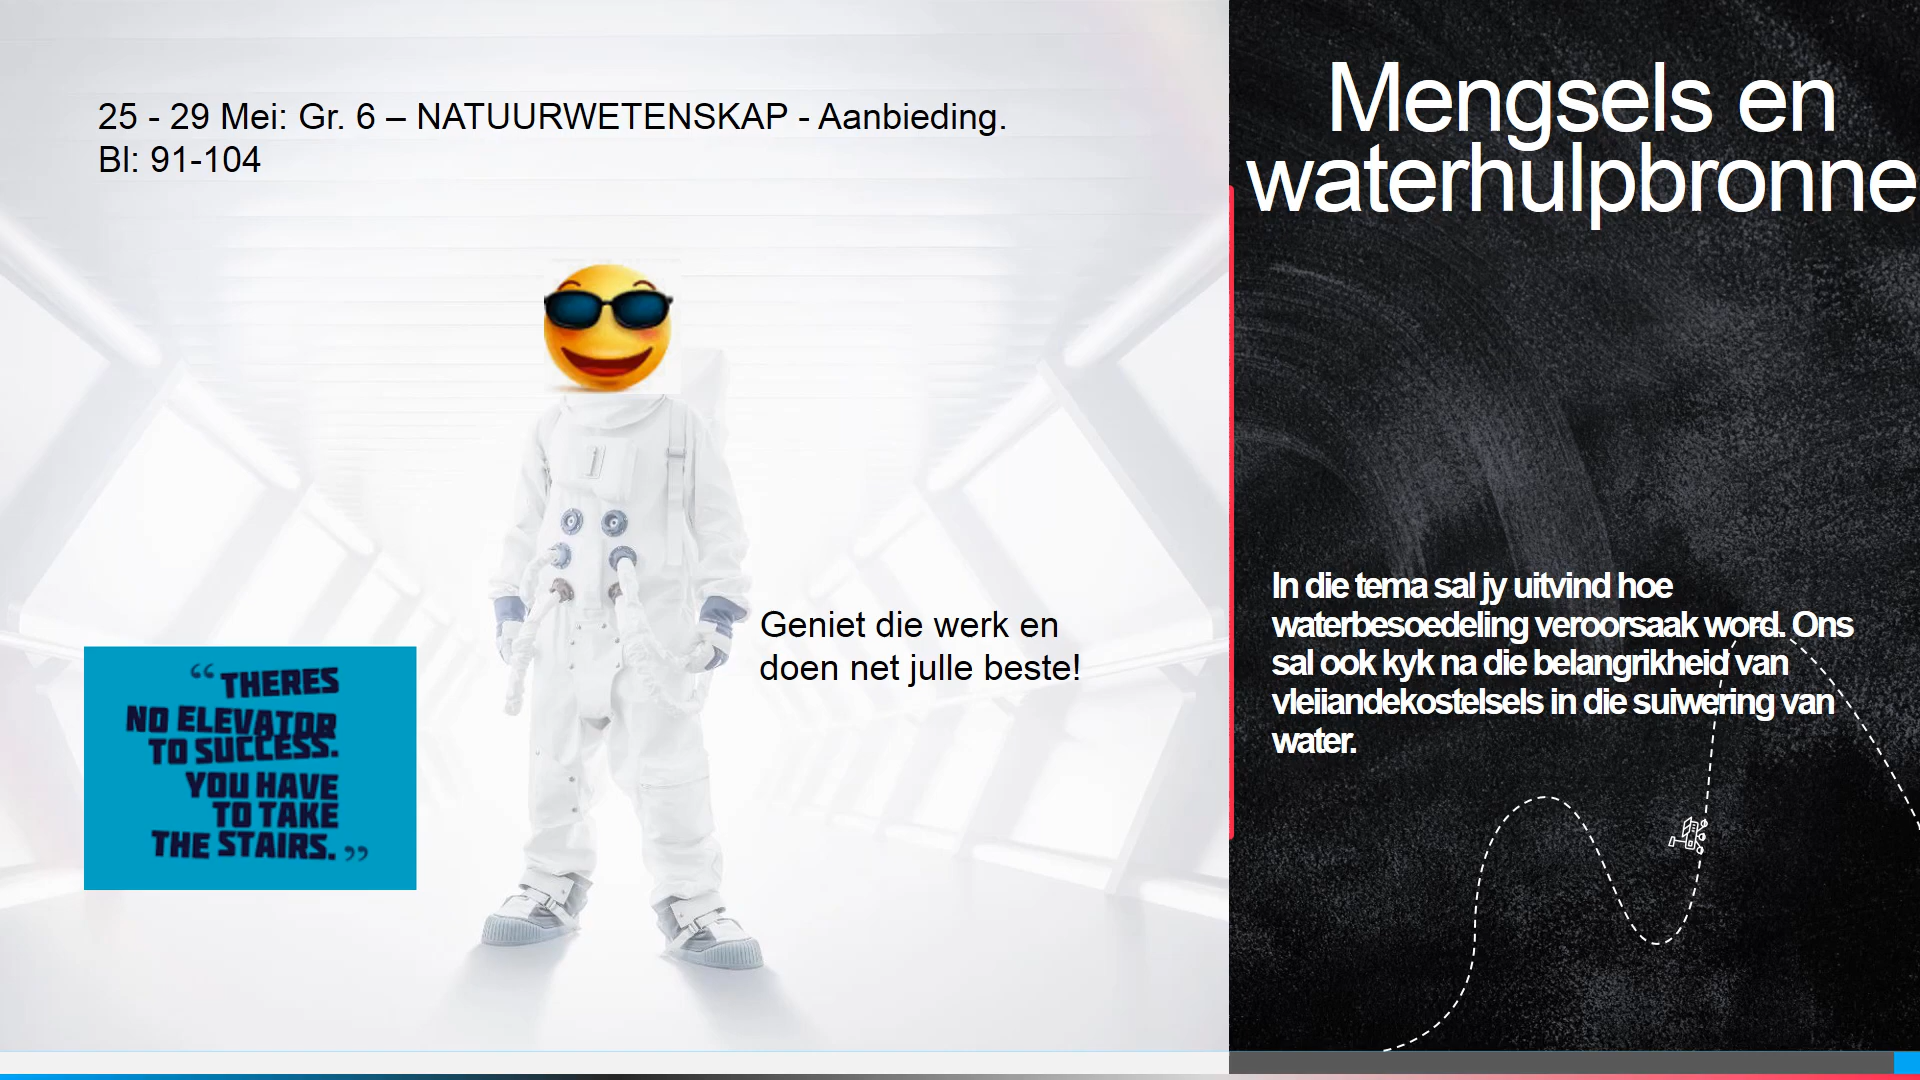 25 - 29 Mei: Gr. 6 – NATUURWETENSKAP - Aanbieding.
Bl: 91-104
Geniet die werk en
doen net julle beste!
“ THERES
NO ELEVATOR
TO SUCCESS.
YOU HAVE
TO TAKE
THE STAIRS. ”
Mengsels en
waterhulpbronne
In die tema sal jy uitvind hoe
waterbesoedeling veroorsaak word. Ons
sal ook kyk na die belangrikheid van
vleiiandekostelsels in die suiwering van
water.